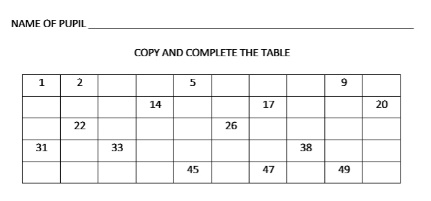 NAME OF PUPIL
COPY AND COMPLETE THE TABLE
1 2 5 9
14 17 20
22 26
31 33 38
45 47 49